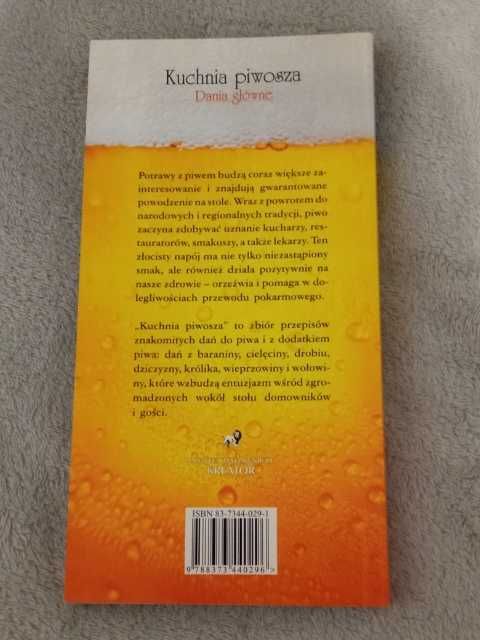 Kuchnia piwosza
Dania główne
Potrawy z piwem budzą coraz większe za-
interesowanie i znajdują gwarantowane
powodzenie na stole. Wraz z powrotem do
narodowych i regionalnych tradycji, piwo
zaczyna zdobywać uznanie kucharzy, res-
tauratorów, smakoszy, a także lekarzy. Ten
złocisty napój ma nie tylko niezastąpiony
smak, ale również działa pozytywnie na
nasze zdrowie – orzeźwia i pomaga w do-
legliwościach przewodu pokarmowego.
„Kuchnia piwosza” to zbiór przepisów
znakomitych dań do piwa i z dodatkiem
piwa: dań z baraniny, cielęciny, drobiu,
dziczyzny, królika, wieprzowiny i wołowi-
ny, które wzbudzą entuzjazm wśród zgro-
madzonych wokół stołu domowników
i gości.
KREATOR
ISBN 83-7344-029-1
9 788373 440296 >